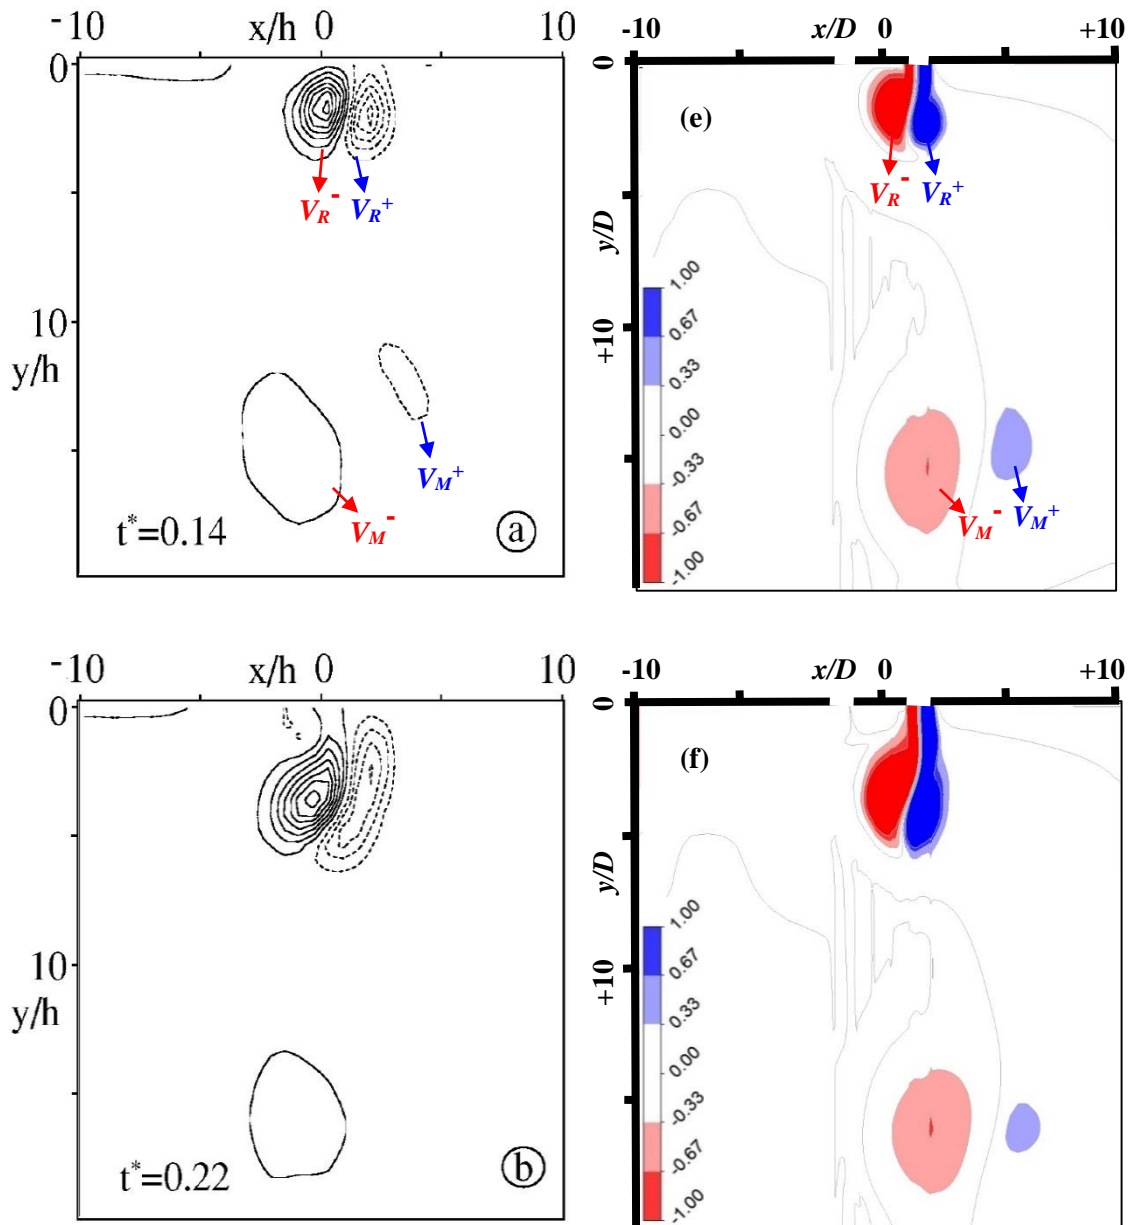 -10 x/h 0 10
0
10
y/h
V_R^- V_R^+
V_M^+
V_M^-
t*=0.14
a
-10 x/D 0 +10
0
y/D
+10
(e)
V_R^- V_R^+
1.00
0.67
0.33
0.00
-0.33
-0.67
-1.00
V_M^- V_M^+
-10 x/h 0 10
0
10
y/h
t*=0.22
b
-10 x/D 0 +10
0
y/D
+10
(f)
1.00
0.67
0.33
0.00
-0.33
-0.67
-1.00